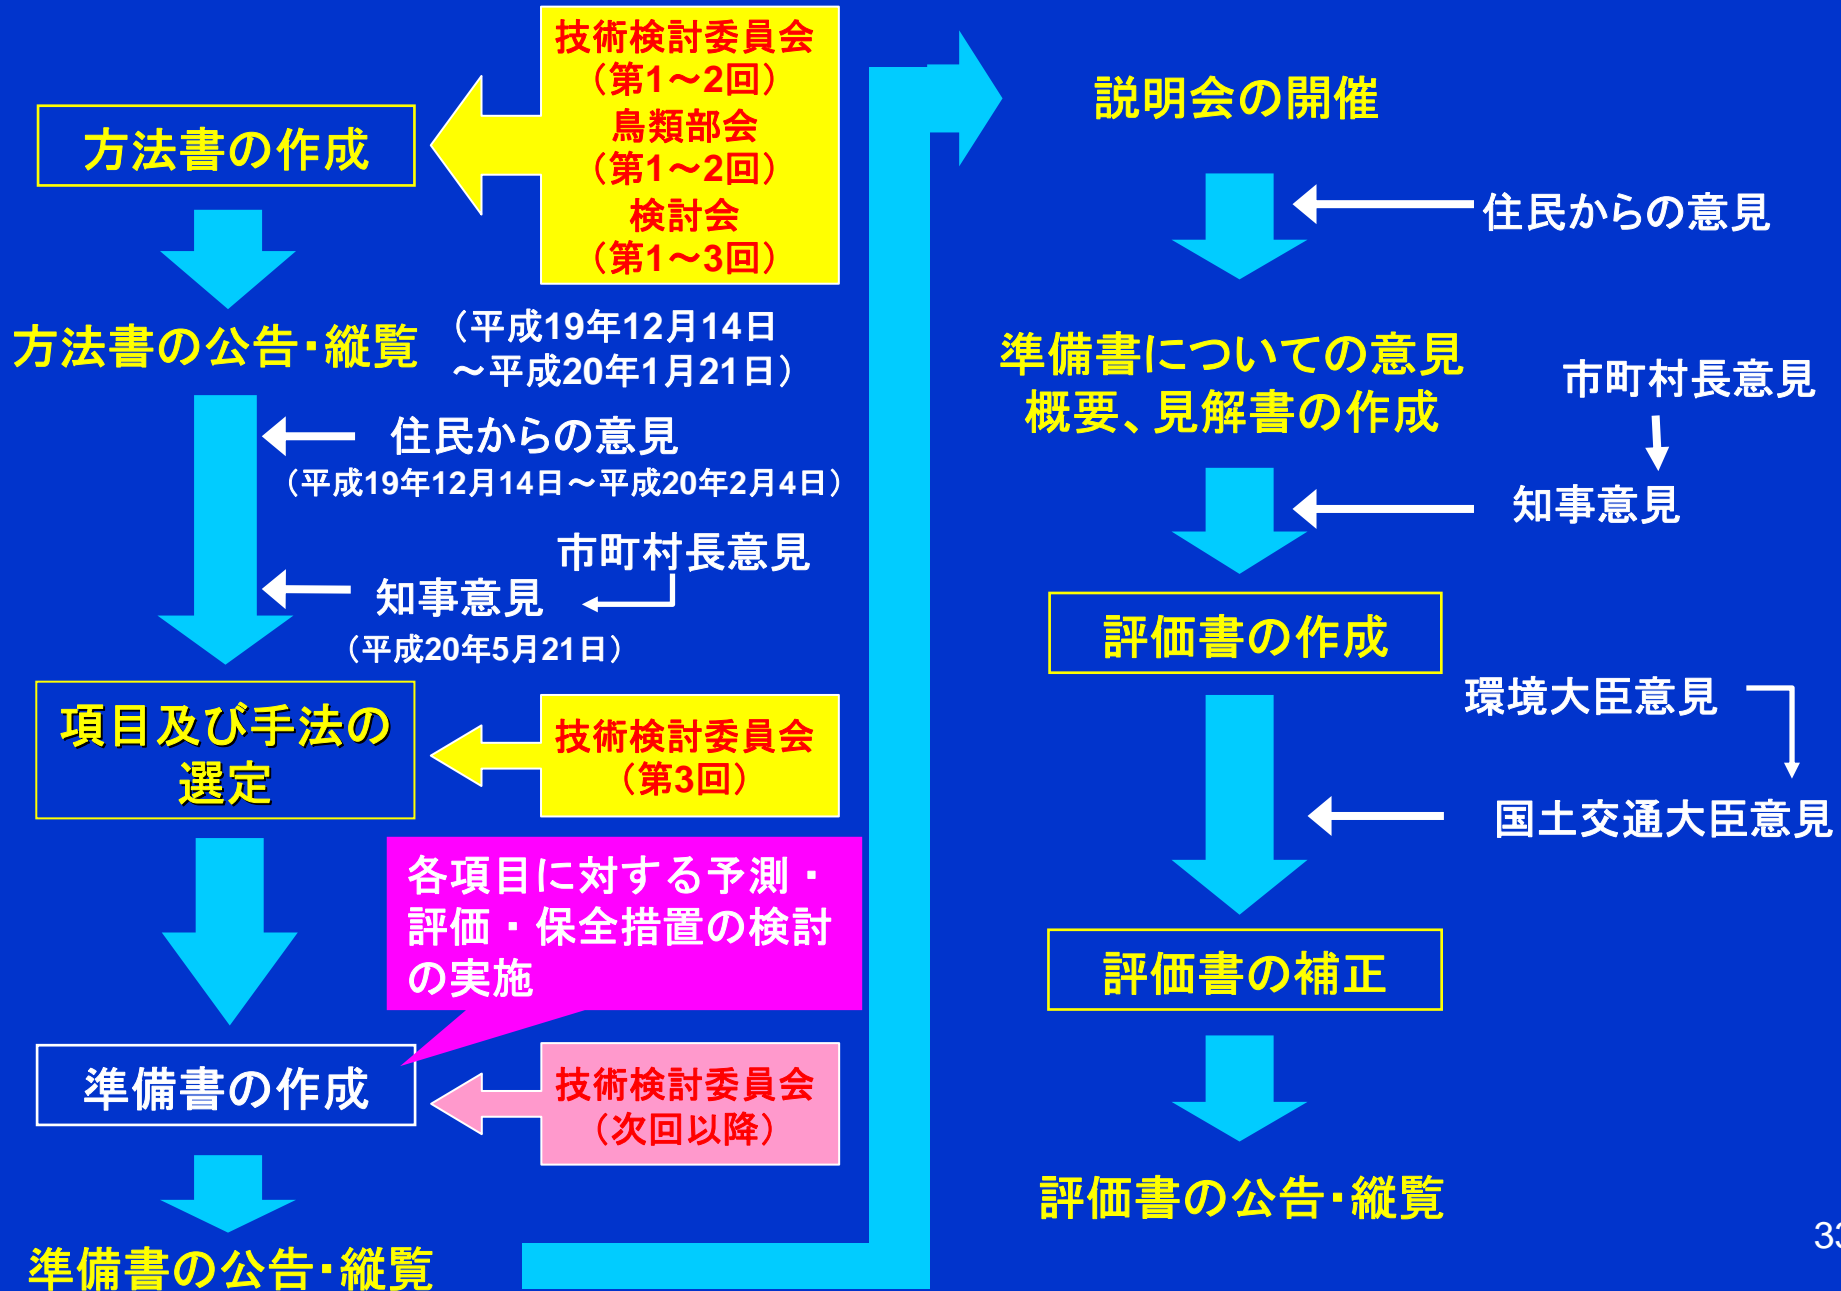 技術検討委員会
（第1～2回）
鳥類部会
（第1～2回）
検討会
（第1～3回）
方法書の作成
方法書の公告・縦覧
（平成19年12月14日
～平成20年1月21日）
住民からの意見
（平成19年12月14日～平成20年2月4日）
市町村長意見
知事意見
（平成20年5月21日）
項目及び手法の
選定
技術検討委員会
（第3回）
各項目に対する予測・
評価・保全措置の検討
の実施
準備書の作成
技術検討委員会
（次回以降）
準備書の公告・縦覧
説明会の開催
住民からの意見
準備書についての意見
概要、見解書の作成
市町村長意見
知事意見
評価書の作成
環境大臣意見
国土交通大臣意見
評価書の補正
評価書の公告・縦覧
33